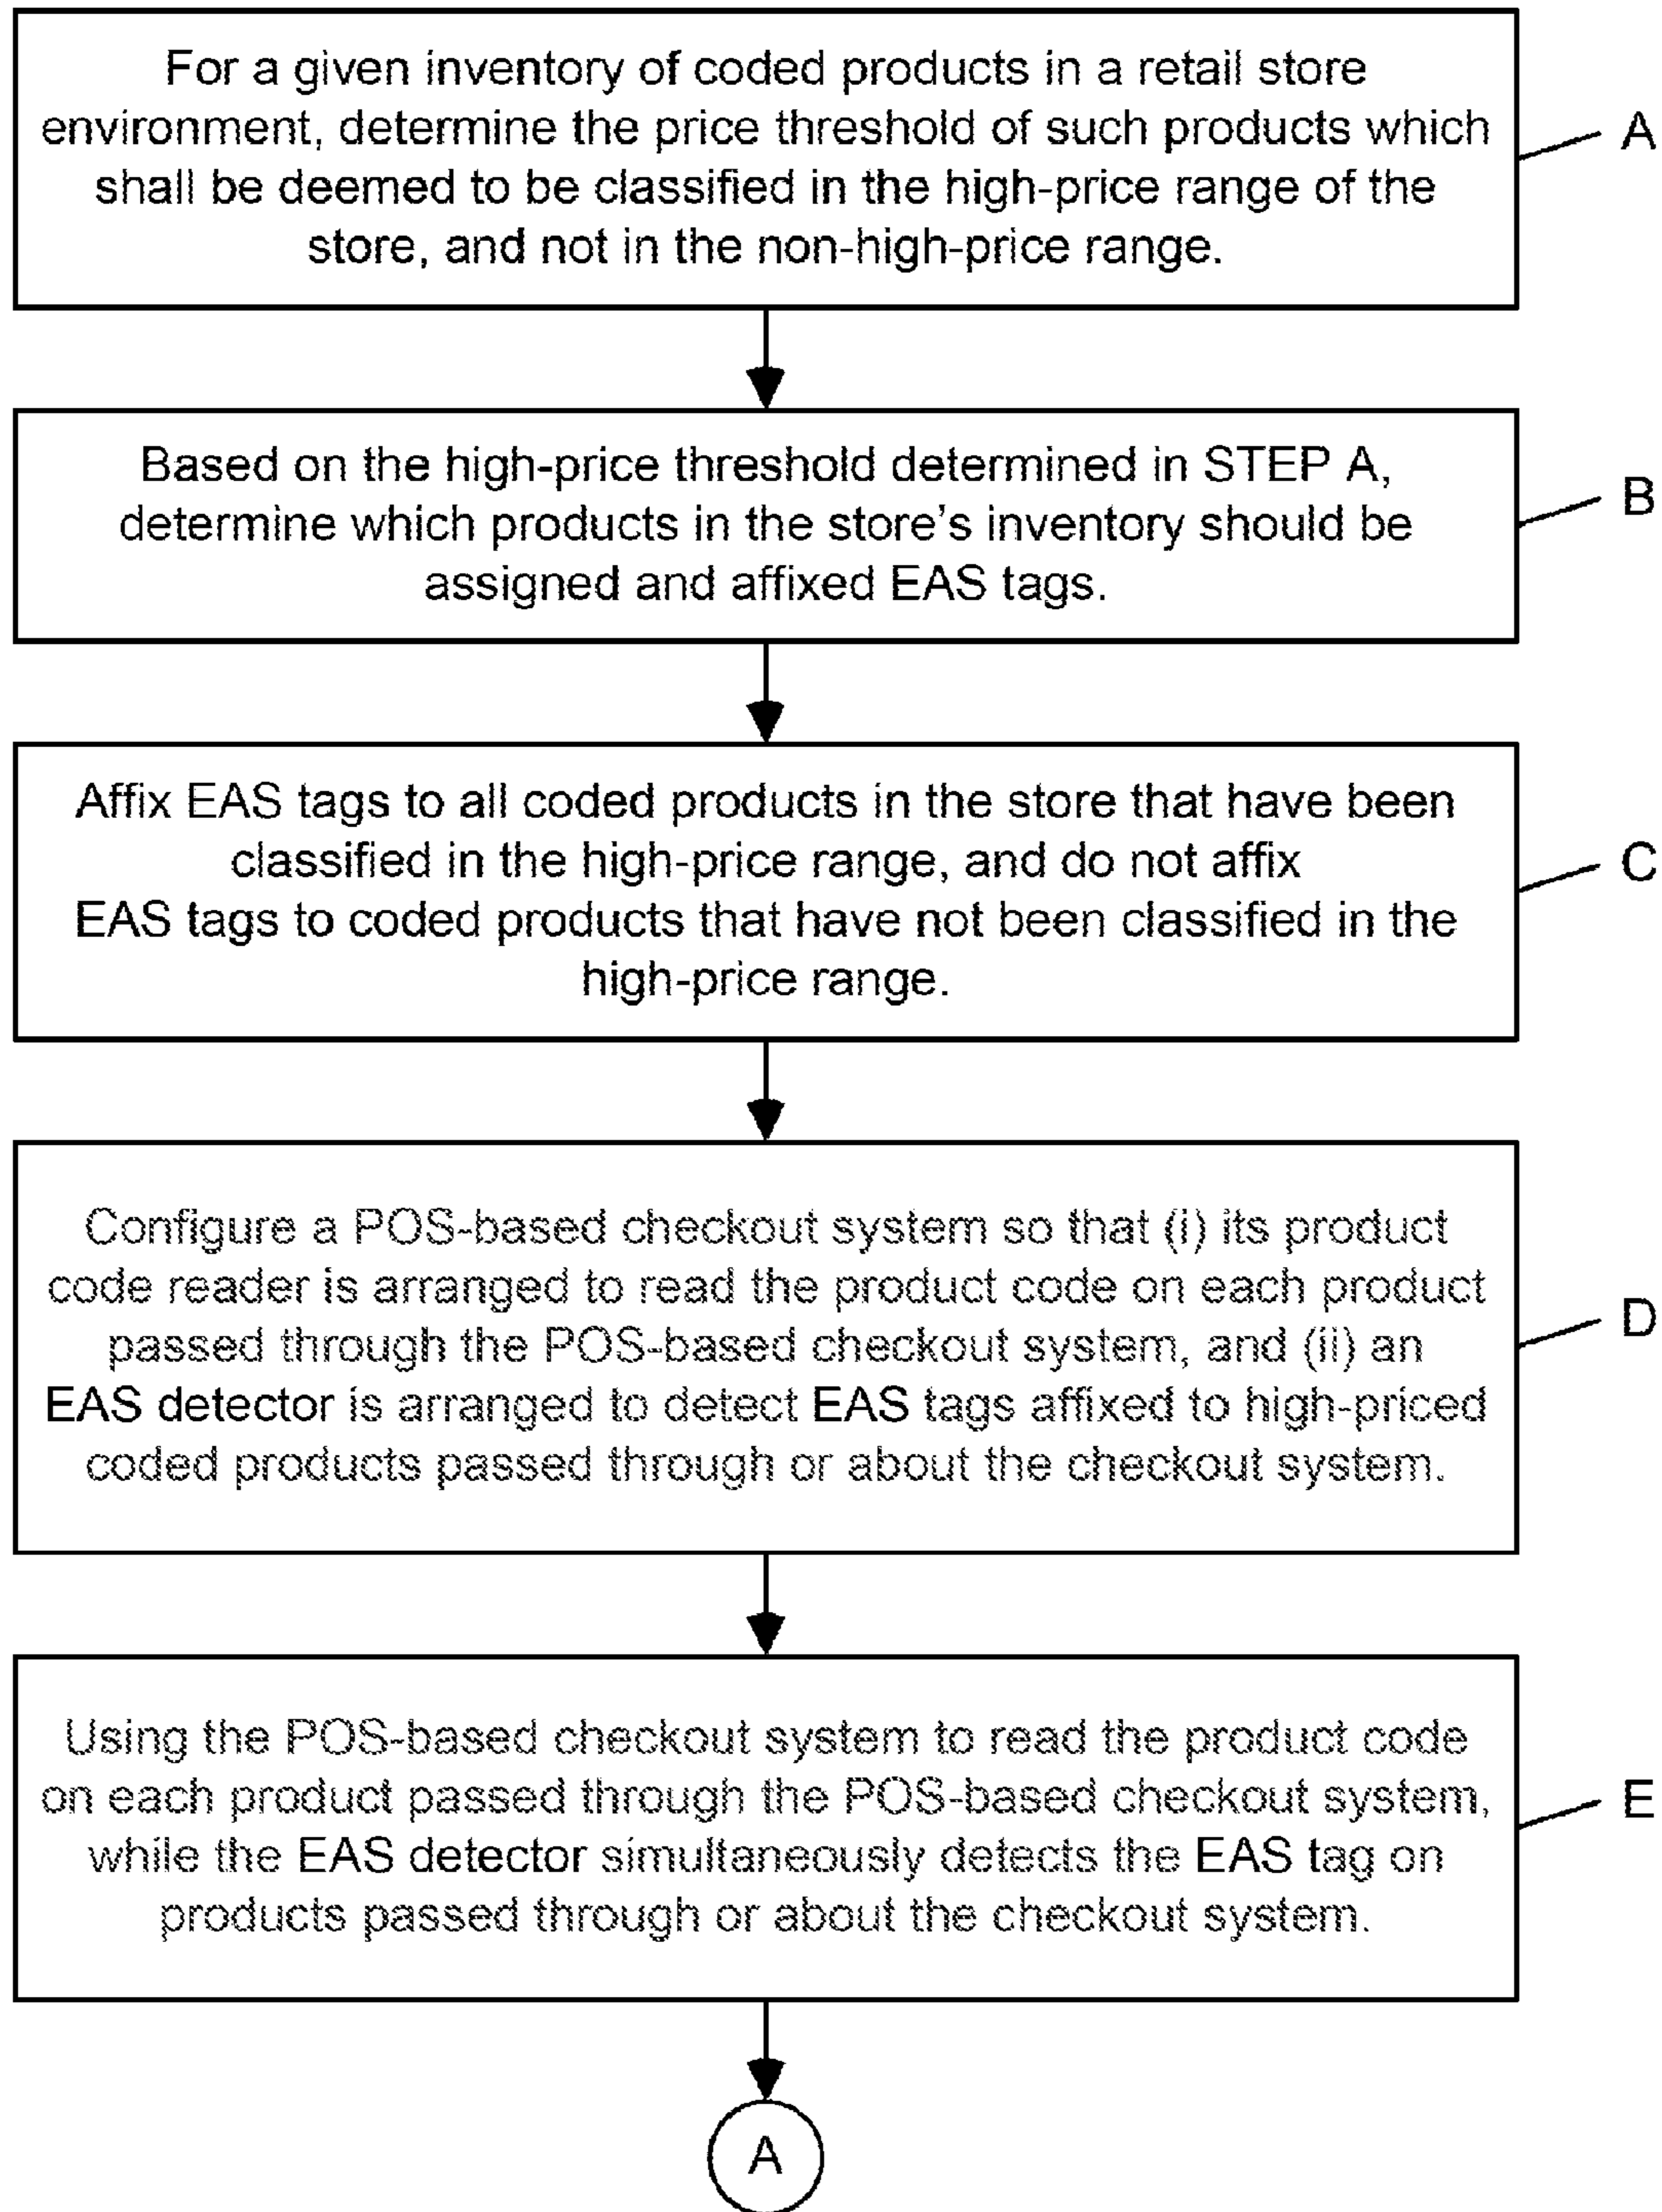 For a given inventory of coded products in a retail store
environment, determine the price threshold of such products which
shall be deemed to be classified in the high-price range of the
store, and not in the non-high-price range.
A
Based on the high-price threshold determined in STEP A,
determine which products in the store's inventory should be
assigned and affixed EAS tags.
B
Affix EAS tags to all coded products in the store that have been
classified in the high-price range, and do not affix
EAS tags to coded products that have not been classified in the
high-price range.
C
Configure a POS-based checkout system so that (i) its product
code reader is arranged to read the product code on each product
passed through the POS-based checkout system, and (ii) an
EAS detector is arranged to detect EAS tags affixed to high-priced
coded products passed through or about the checkout system.
D
Using the POS-based checkout system to read the product code
on each product passed through the POS-based checkout system,
while the EAS detector simultaneously detects the EAS tag on
products passed through or about the checkout system.
E
A